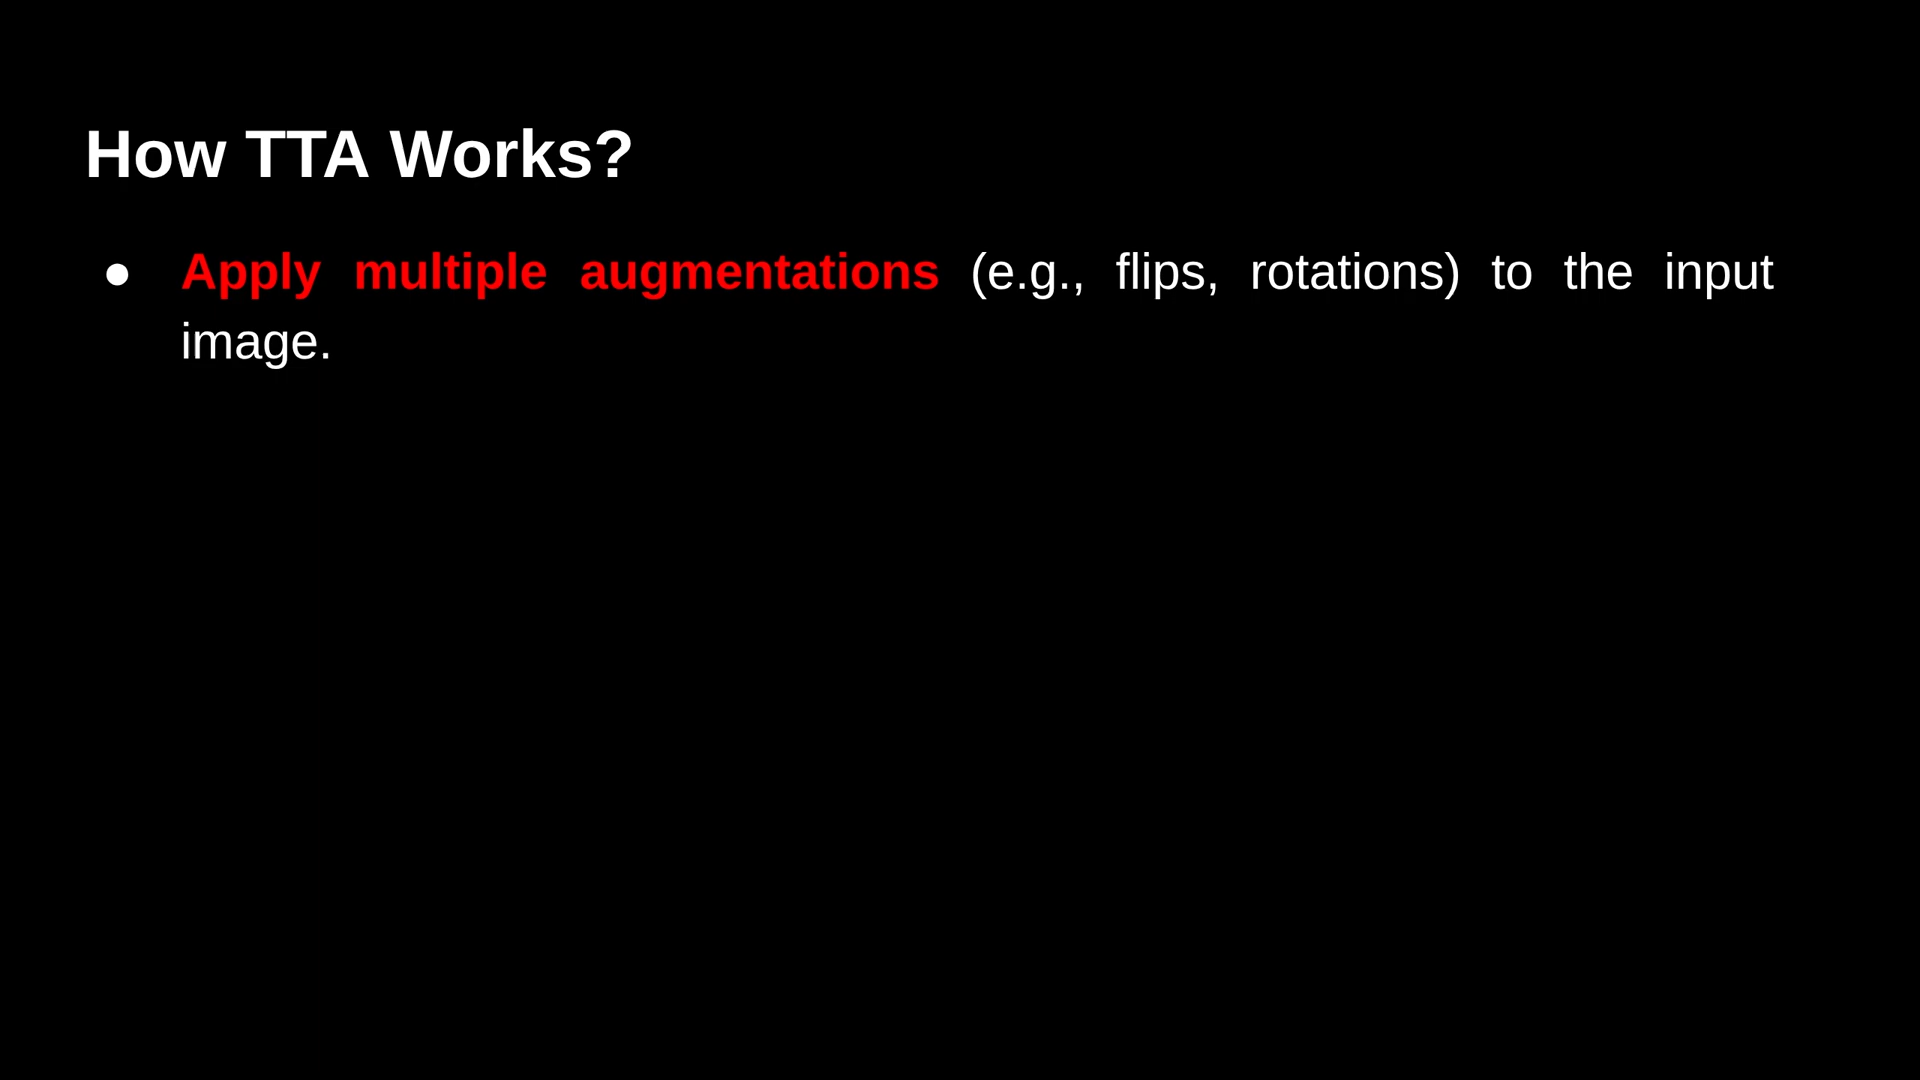 How TTA Works?
● Apply multiple augmentations (e.g., flips, rotations) to the input
image.